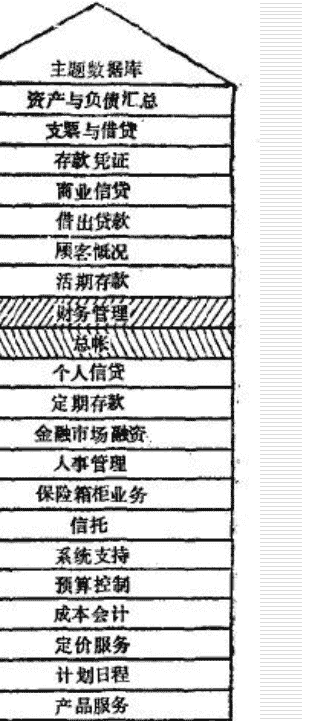 主题数据库
资产与负债汇总
支票与借贷
存款凭证
商业信贷
借出贷款
顾客概况
活期存款
财务管理
总帐
个人信贷
定期存款
金融市场融资
人事管理
保险箱柜业务
信托
系统支持
预算控制
成本会计
定价服务
计划日程
产品服务